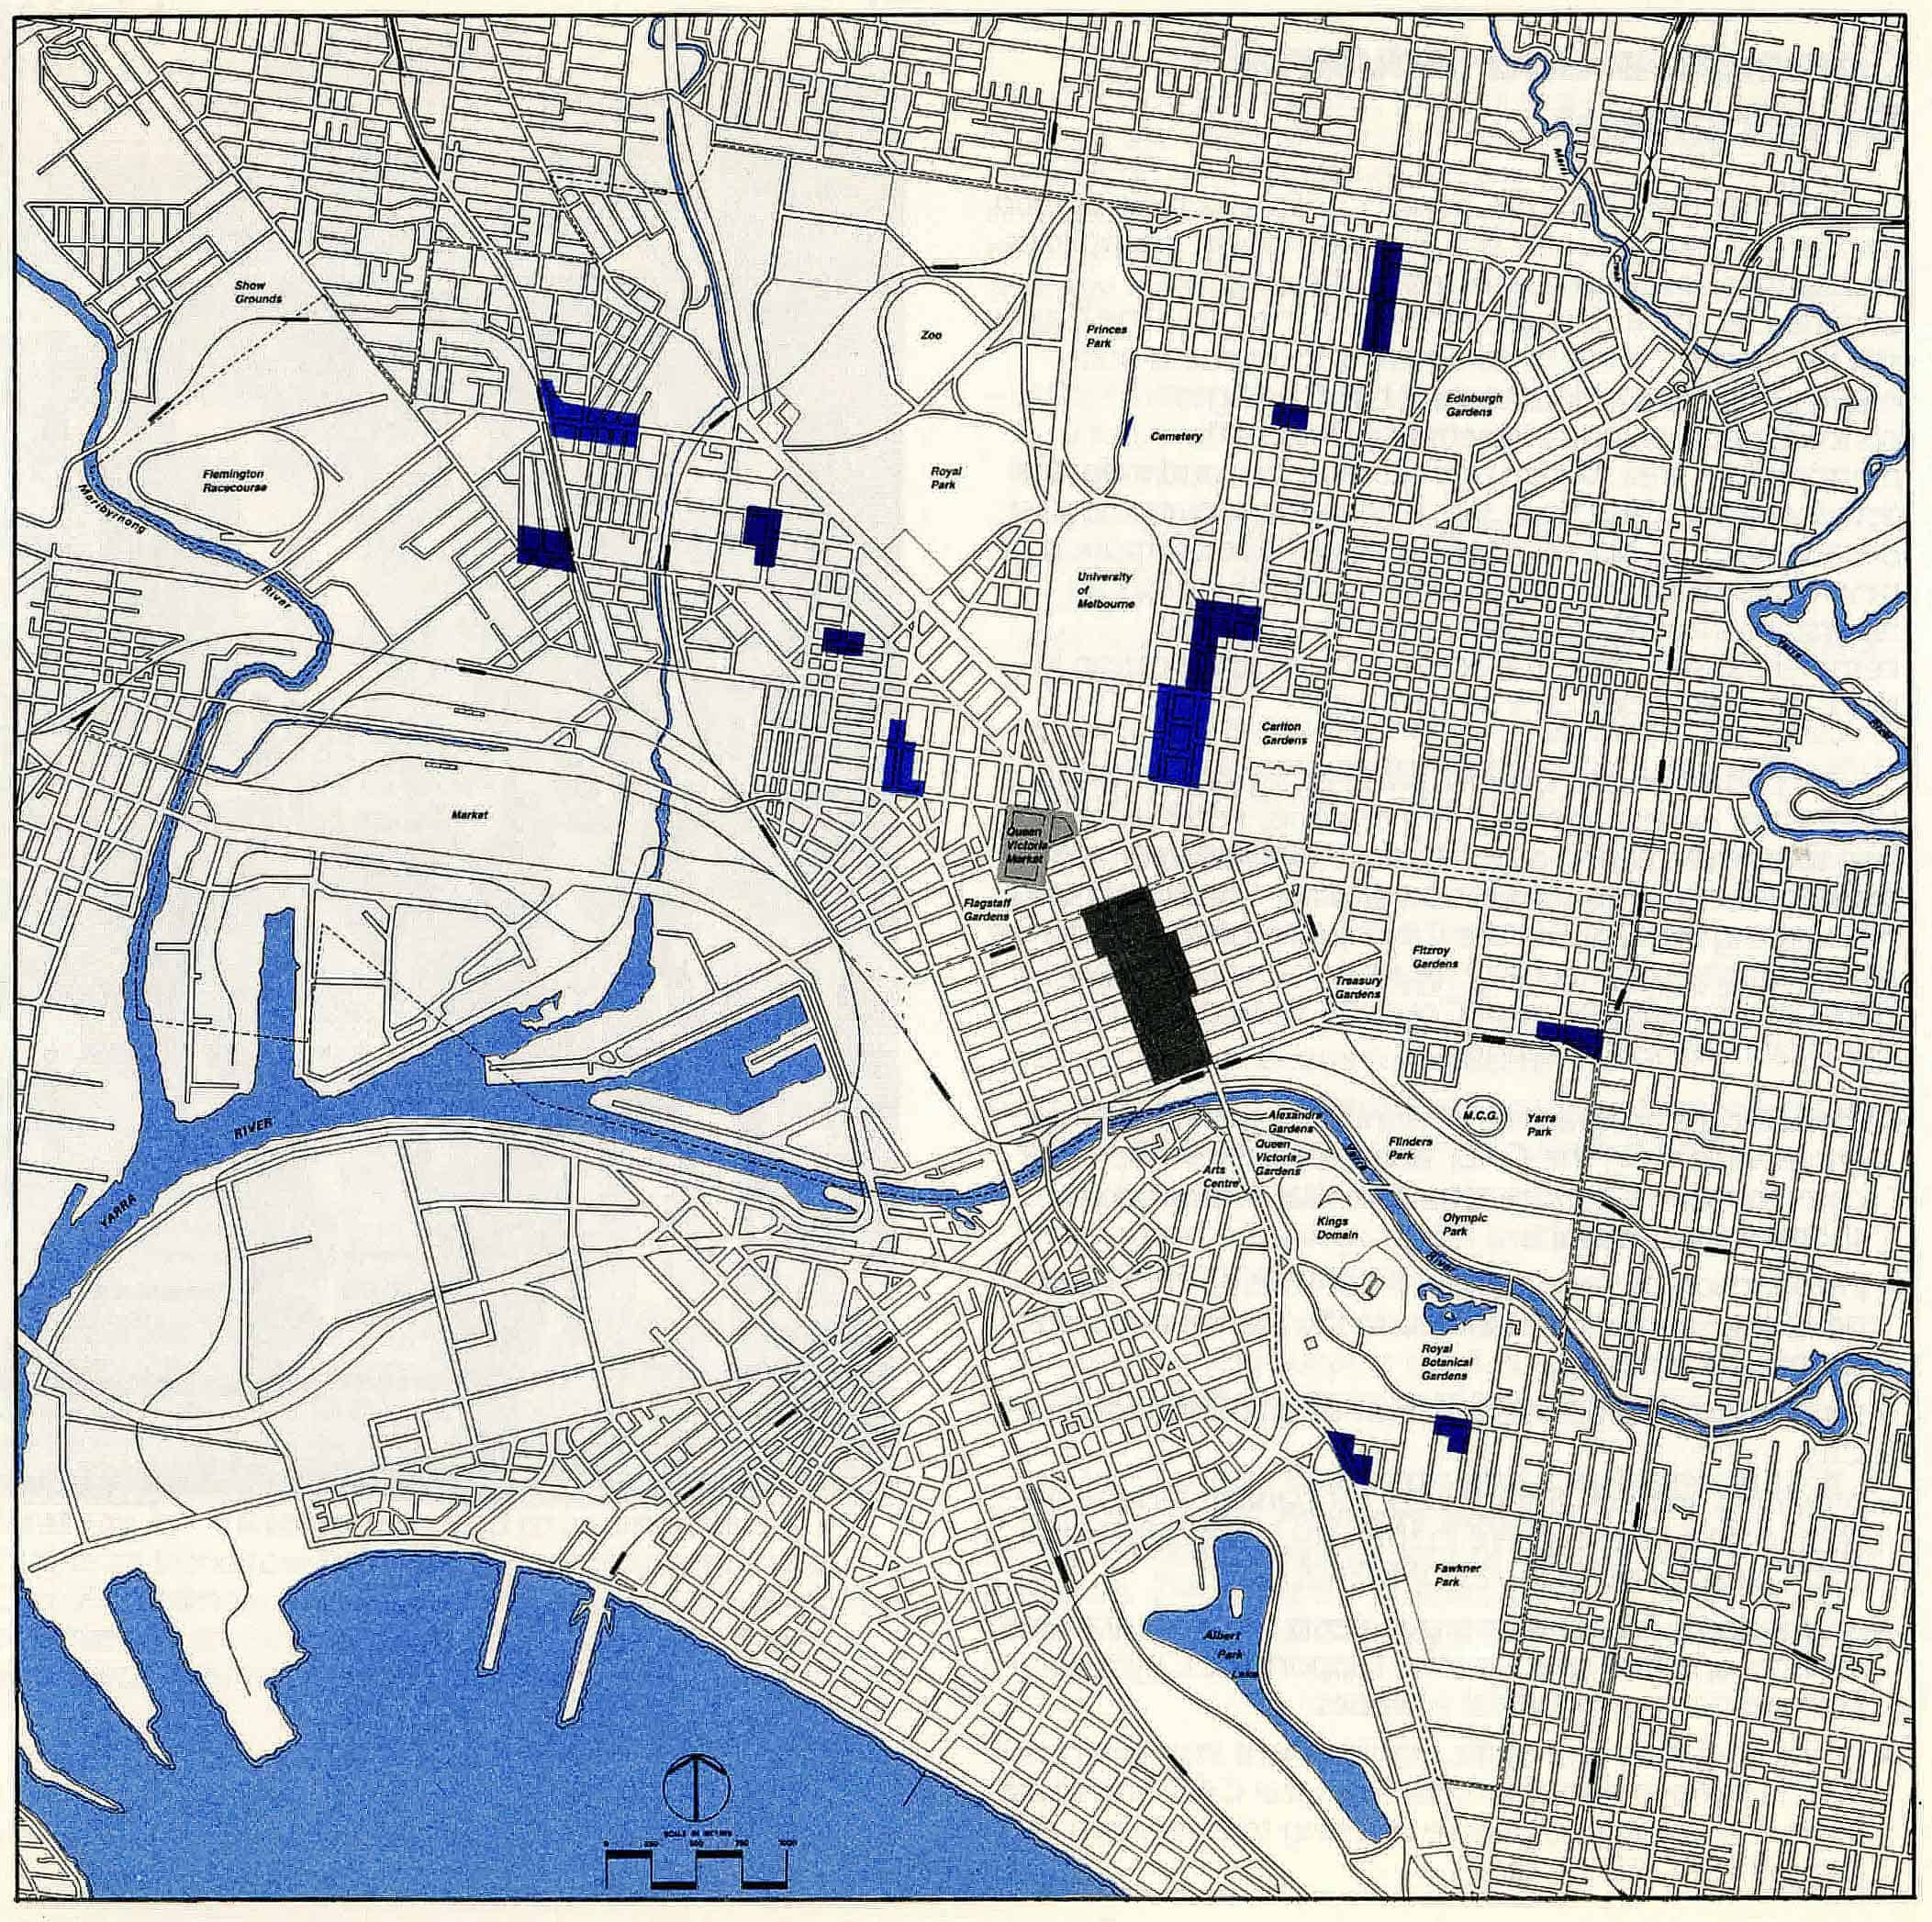 Merri
Creek
Show
Grounds
Zoo
Princes
Park
Edinburgh
Gardens
Cemetery
Flemington
Racecourse
Royal
Park
Maribyrnong
River
University
of
Melbourne
Yarra
River
Carlton
Gardens
Market
Queen
Victoria
Market
Flagstaff
Gardens
Fitzroy
Gardens
Treasury
Gardens
RIVER
YARRA
Alexandra
Gardens
Queen
Victoria
Gardens
Arts
Centre
Yarra
River
M.C.G.
Yarra
Park
Flinders
Park
Kings
Domain
Olympic
Park
Royal
Botanical
Gardens
Fawkner
Park
Albert
Park
Lake
SCALE IN METRES
0 250 500 750 1000